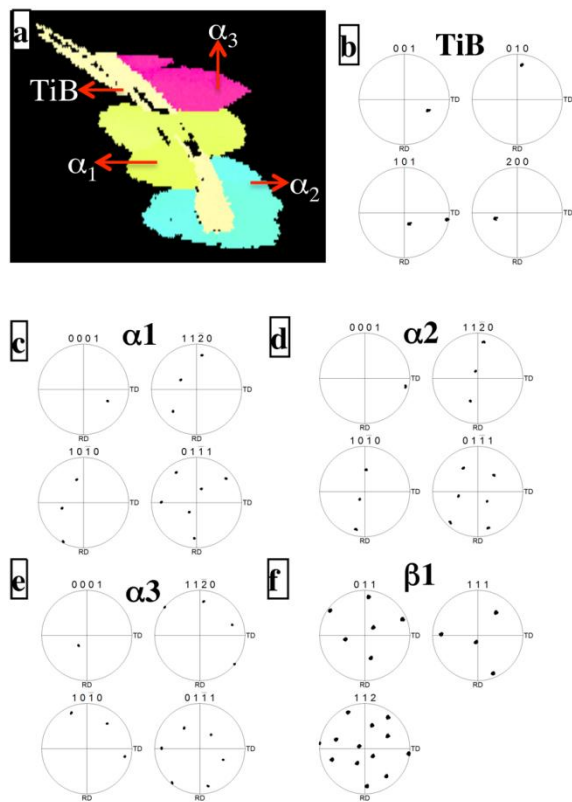 a
α3
TiB
α1
α2
b TiB
0 0 1
0 1 0
TD
TD
RD
RD
1 0 1
2 0 0
TD
TD
RD
RD
c α1
0 0 0 1
1 1 2̄ 0
TD
TD
RD
RD
1 0 1̄ 0
0 1 1̄ 1
TD
TD
RD
RD
d α2
0 0 0 1
1 1 2̄ 0
TD
TD
RD
RD
1 0 1̄ 0
0 1 1̄ 1
TD
TD
RD
RD
e α3
0 0 0 1
1 1 2̄ 0
TD
TD
RD
RD
1 0 1̄ 0
0 1 1̄ 1
TD
TD
RD
RD
f β1
0 1 1
1 1 1
TD
TD
RD
RD
1 1 2
TD
RD